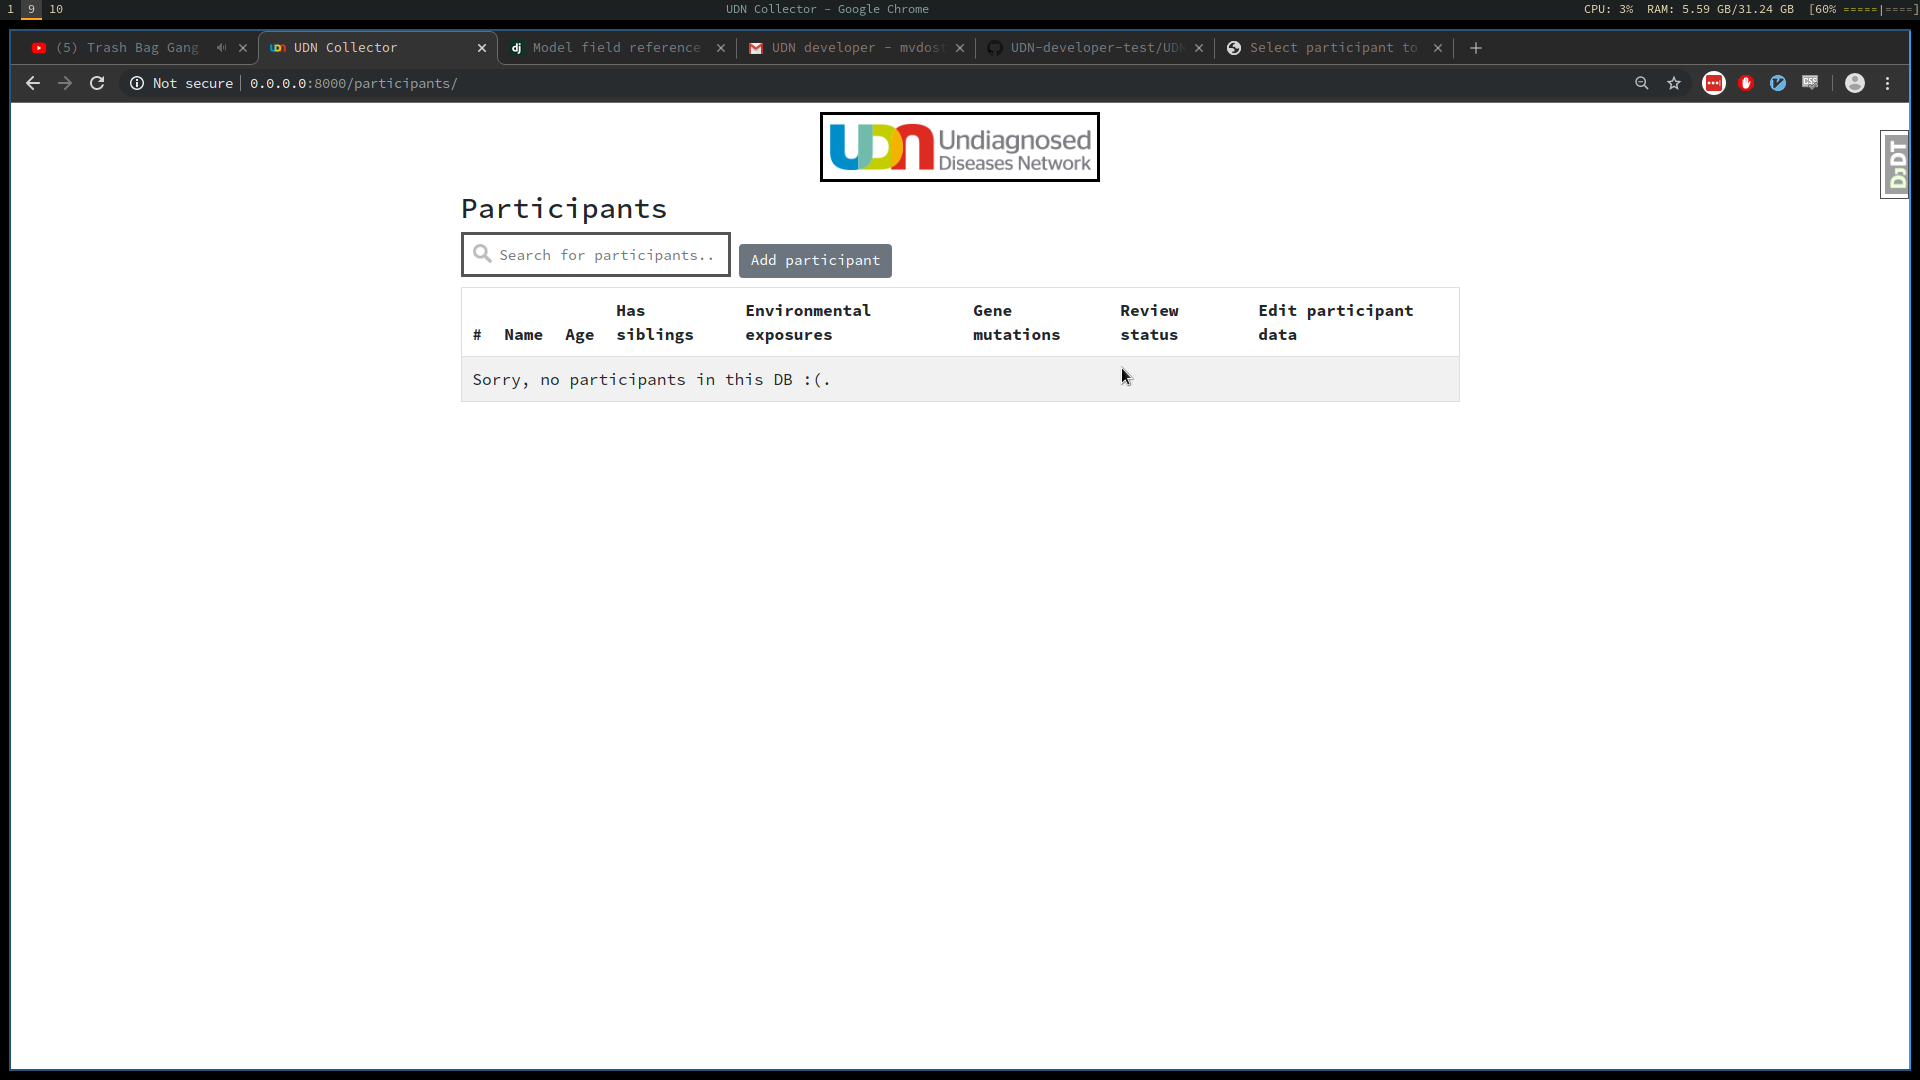 1 9 10 UDN Collector - Google Chrome CPU: 3% RAM: 5.59 GB/31.24 GB [60% =====|====]
(5) Trash Bag Gang UDN Collector Model field reference UDN developer - mvdost UDN-developer-test/UDN Select participant to
Not secure 0.0.0.0:8000/participants/
UDN Undiagnosed
Diseases Network
DJDT
Participants
Search for participants.. Add participant
# Name Age Has siblings Environmental exposures Gene mutations Review status Edit participant data
Sorry, no participants in this DB :(.